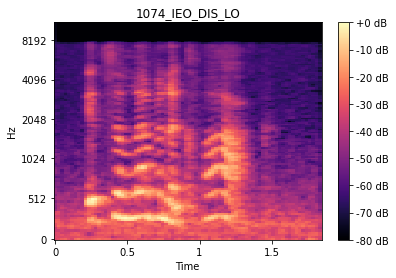 1074_IEO_DIS_LO
8192
4096
2048
1024
512
0
Hz
0
0.5
1
1.5
Time
+0 dB
-10 dB
-20 dB
-30 dB
-40 dB
-50 dB
-60 dB
-70 dB
-80 dB